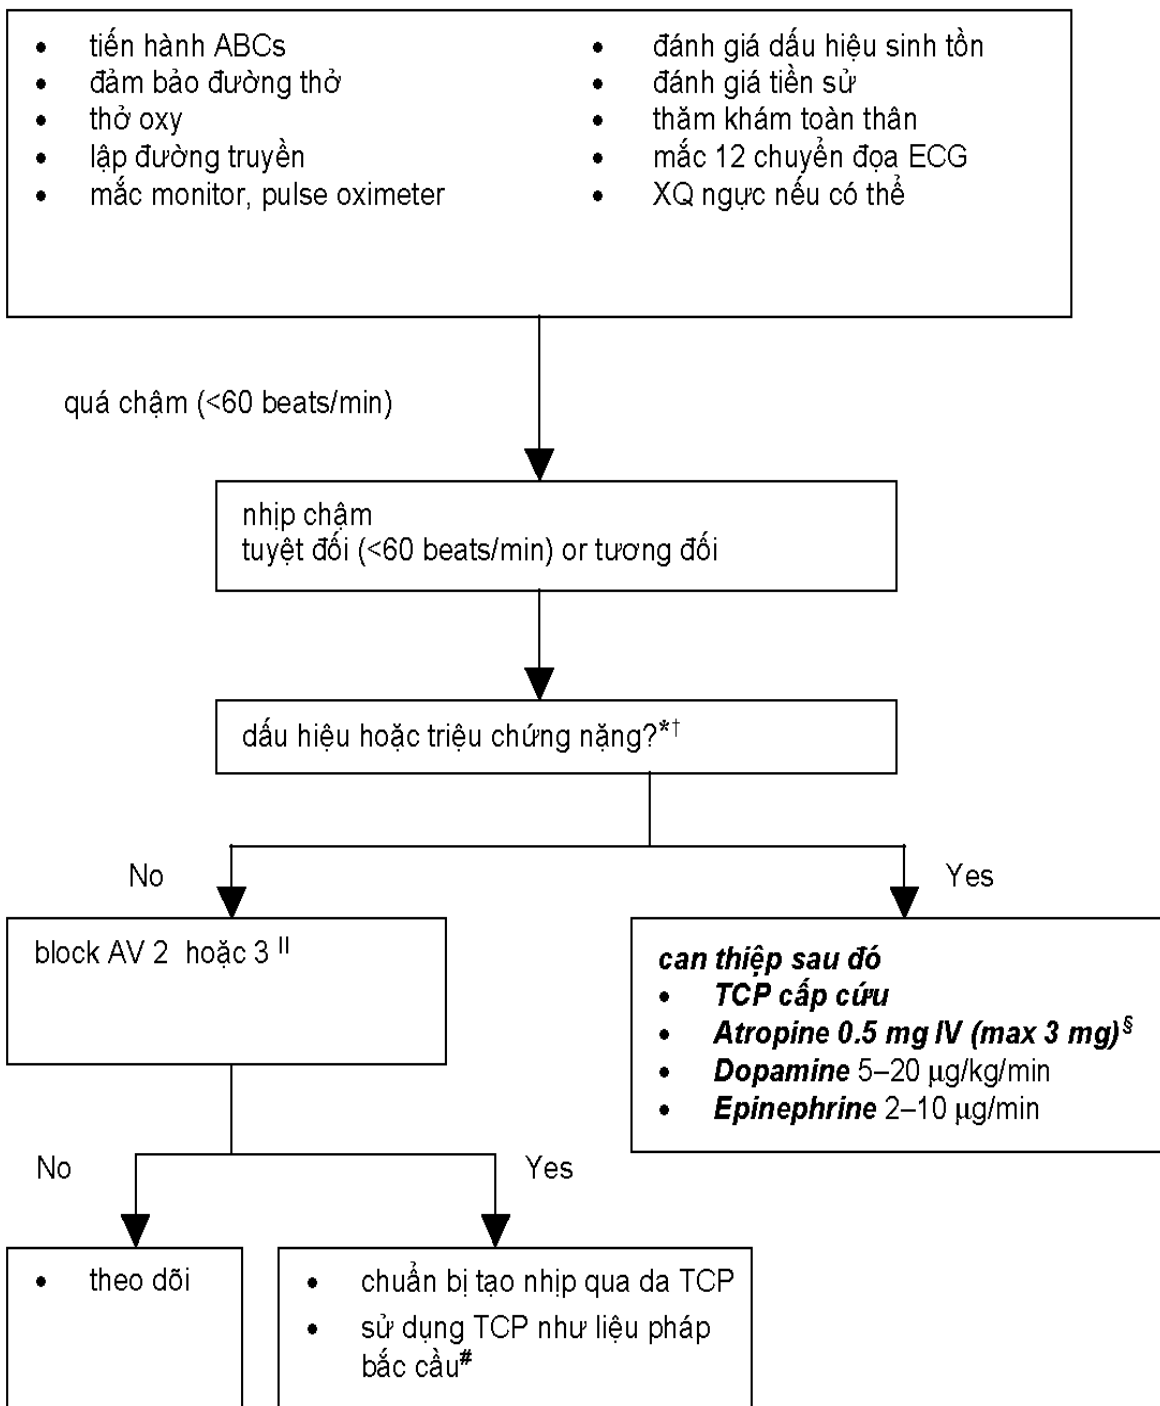 • tiến hành ABCs
• đảm bảo đường thở
• thở oxy
• lập đường truyền
• mắc monitor, pulse oximeter
• đánh giá dấu hiệu sinh tồn
• đánh giá tiền sử
• thăm khám toàn thân
• mắc 12 chuyển đọa ECG
• XQ ngực nếu có thể
quá chậm (<60 beats/min)
nhịp chậm
tuyệt đối (<60 beats/min) or tương đối
dấu hiệu hoặc triệu chứng nặng?*†
No
Yes
block AV 2 hoặc 3 ||
can thiệp sau đó
• TCP cấp cứu
• Atropine 0.5 mg IV (max 3 mg)§
• Dopamine 5–20 µg/kg/min
• Epinephrine 2–10 µg/min
No
Yes
• theo dõi
• chuẩn bị tạo nhịp qua da TCP
• sử dụng TCP như liệu pháp
bắc cầu#